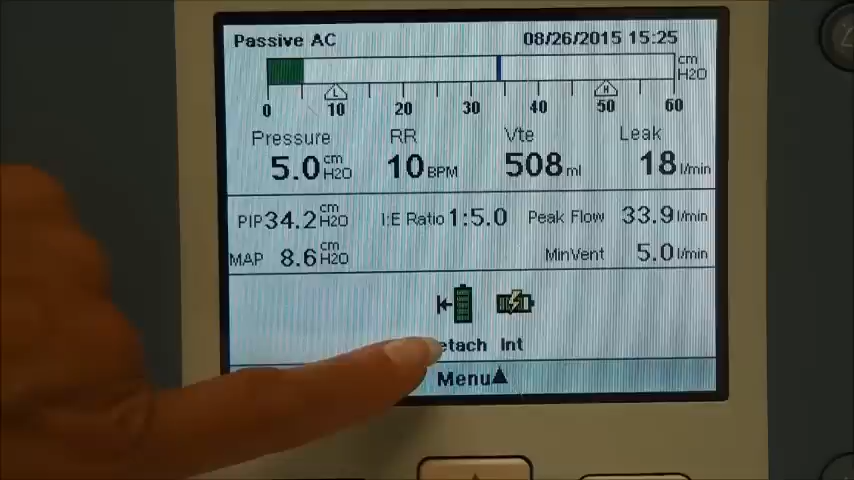 Passive AC 08/26/2015 15:25
cm
H2O
L H
0 10 20 30 40 50 60
Pressure RR Vte Leak
5.0 cm H2O 10 BPM 508 ml 18 l/min
PIP 34.2 cm H2O I:E Ratio 1:5.0 Peak Flow 33.9 l/min
MAP 8.6 cm H2O MinVent 5.0 l/min
etach Int
Menu